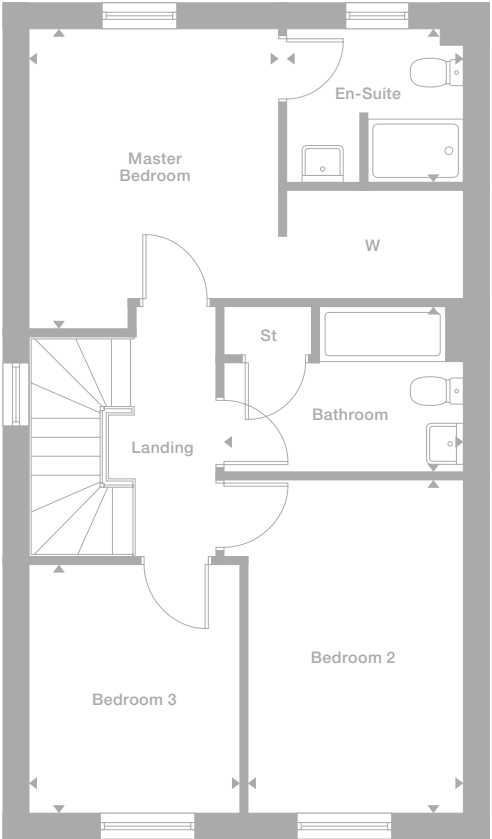 En-Suite
Master
Bedroom
W
St
Bathroom
Landing
Bedroom 2
Bedroom 3